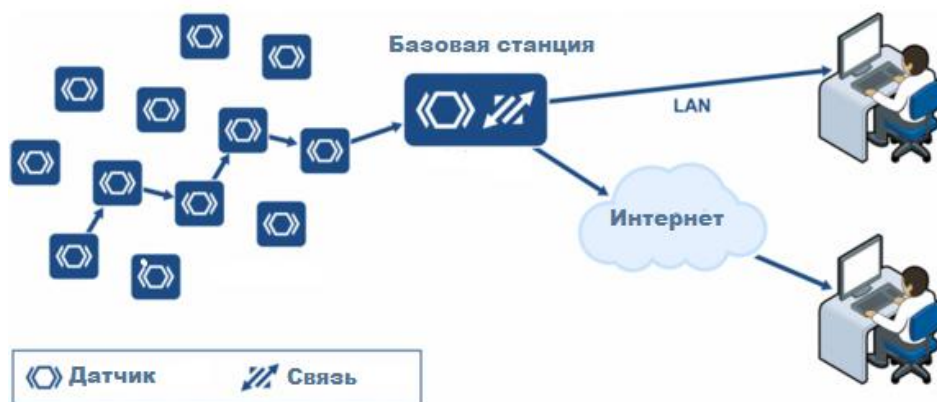 Базовая станция
LAN
Интернет
Датчик
Связь